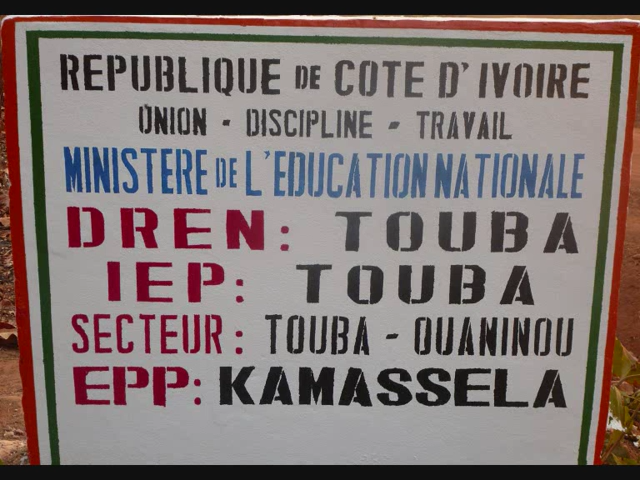 REPUBLIQUE DE COTE D'IVOIRE
UNION - DISCIPLINE - TRAVAIL
MINISTERE DE L'EDUCATION NATIONALE
DREN: TOUBA
IEP: TOUBA
SECTEUR: TOUBA - OUANINOU
EPP: KAMASSELA